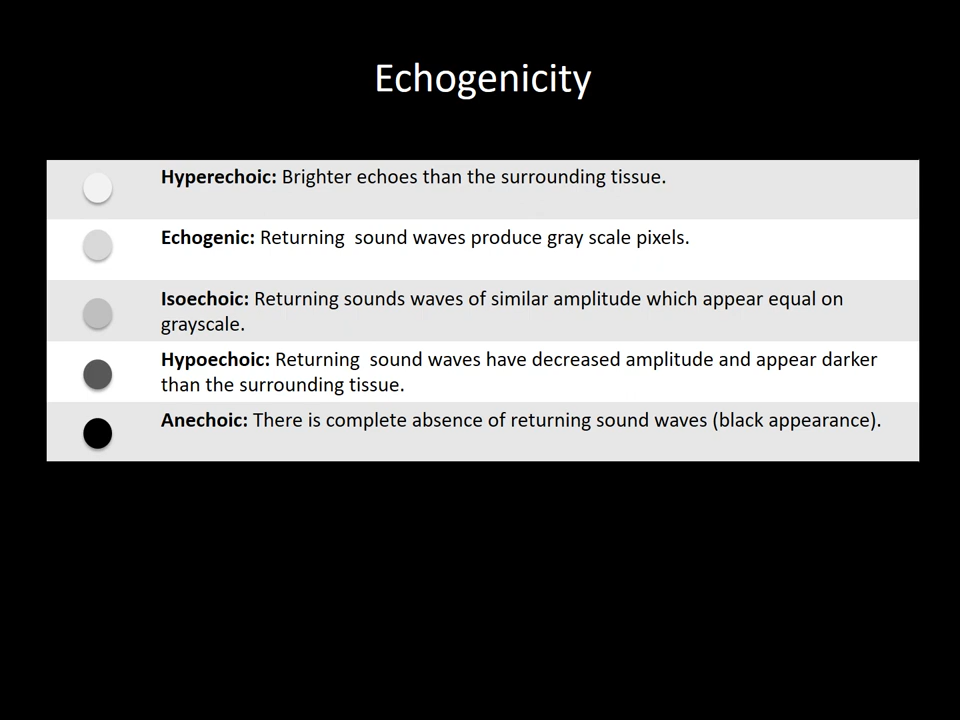 Echogenicity
Hyperechoic: Brighter echoes than the surrounding tissue.
Echogenic: Returning  sound waves produce gray scale pixels.
Isoechoic: Returning sounds waves of similar amplitude which appear equal on
grayscale.
Hypoechoic: Returning  sound waves have decreased amplitude and appear darker
than the surrounding tissue.
Anechoic: There is complete absence of returning sound waves (black appearance).